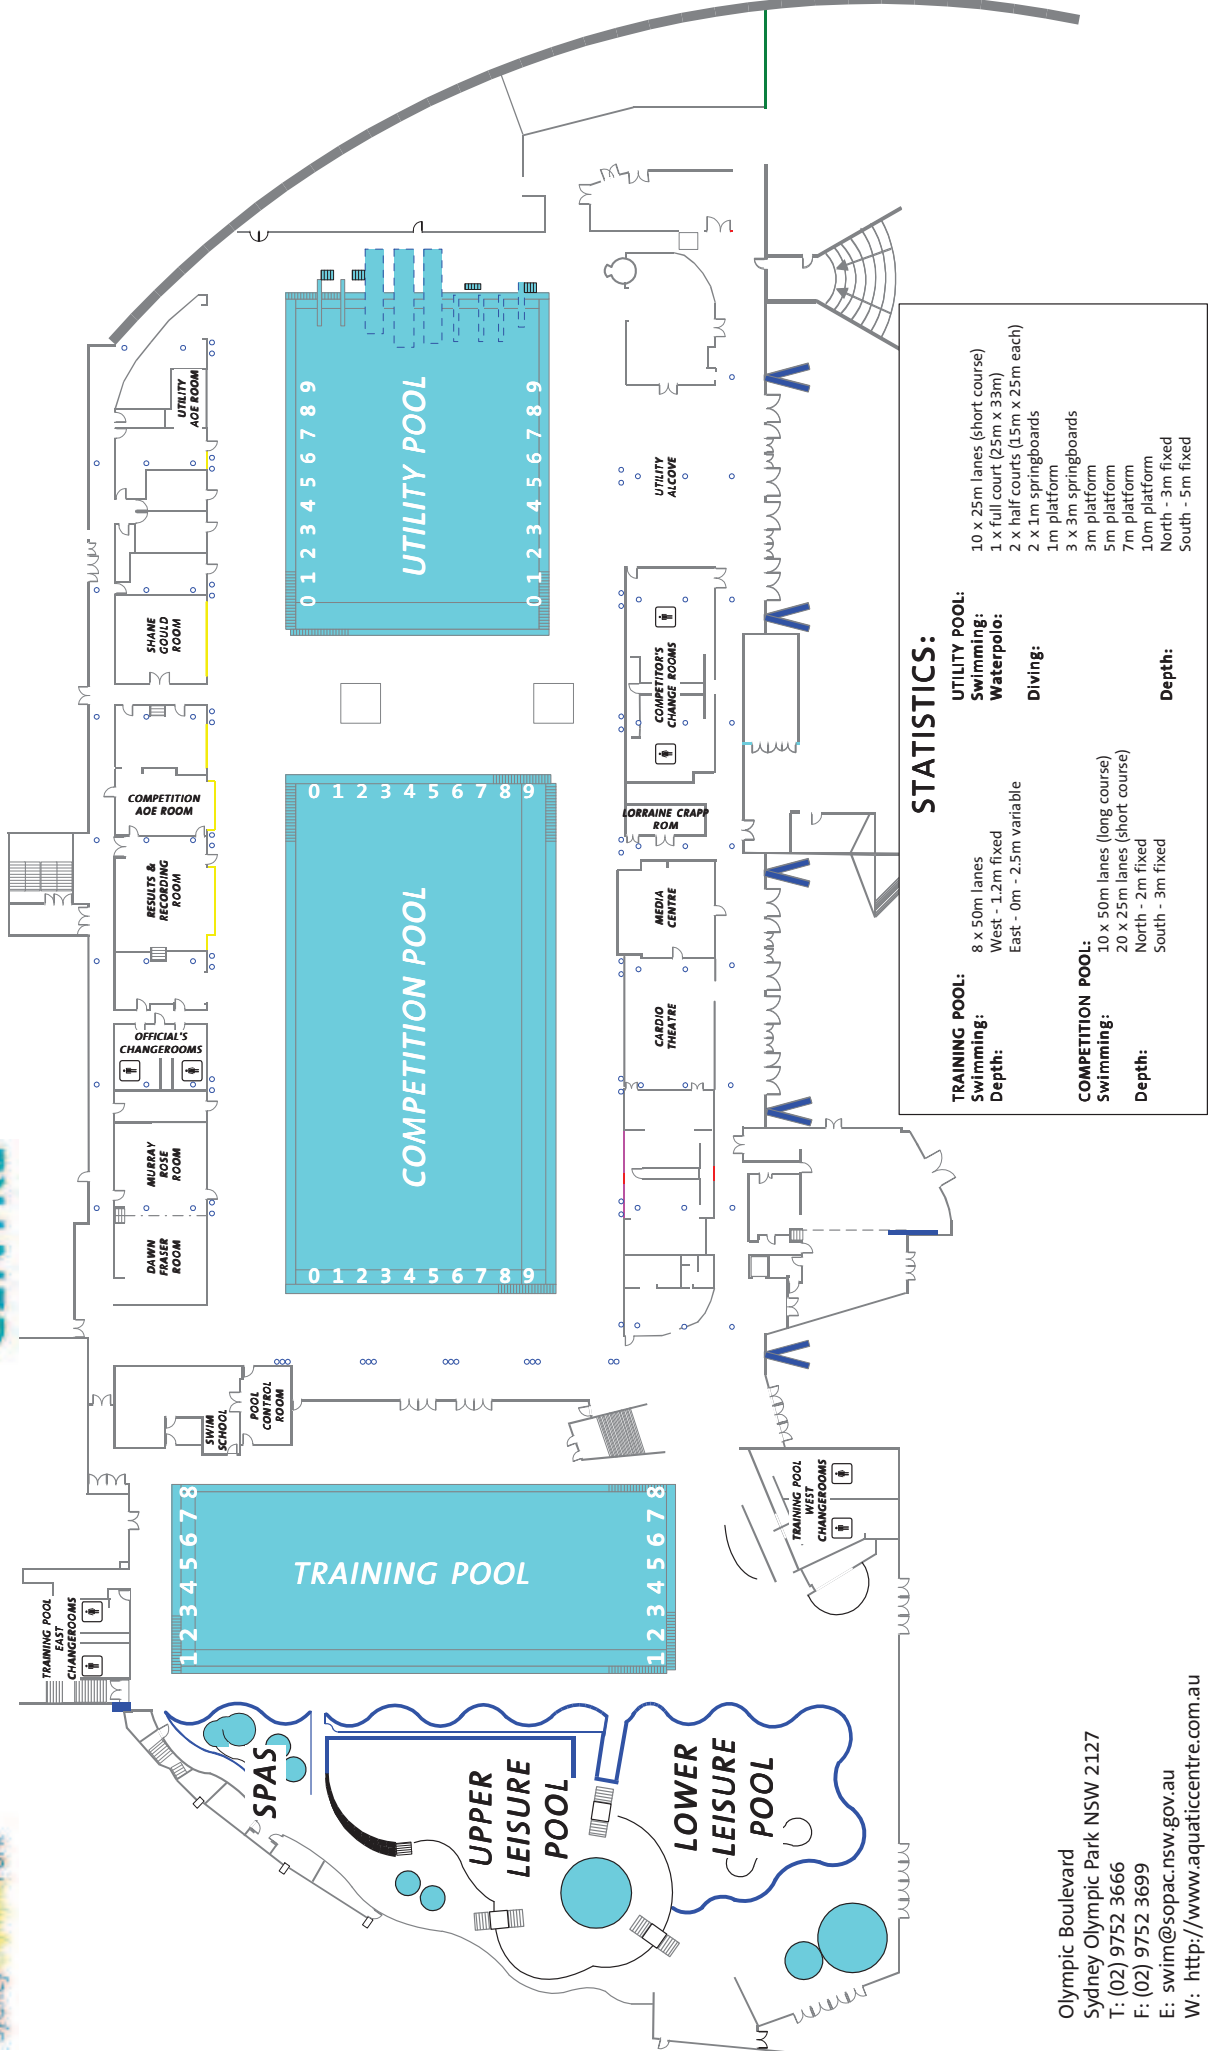 UTILITY
AOE ROOM
SHANE
GOULD
ROOM
COMPETITION
AOE ROOM
RESULTS &
RECORDING
ROOM
OFFICIAL'S
CHANGEROOMS
MURRAY
ROSE
ROOM
DAWN
FRASER
ROOM
SWIM
SCHOOL
POOL
CONTROL
ROOM
TRAINING POOL
EAST
CHANGEROOMS
UTILITY POOL
0 1 2 3 4 5 6 7 8 9
0 1 2 3 4 5 6 7 8 9
COMPETITION POOL
0 1 2 3 4 5 6 7 8 9
0 1 2 3 4 5 6 7 8 9
TRAINING POOL
1 2 3 4 5 6 7 8
1 2 3 4 5 6 7 8
UTILITY
ALCOVE
COMPETITOR'S
CHANGE ROOMS
LORRAINE CRAPP
ROM
MEDIA
CENTRE
CARDIO
THEATRE
TRAINING POOL
WEST
CHANGEROOMS
SPAS
UPPER
LEISURE
POOL
LOWER
LEISURE
POOL
STATISTICS:
TRAINING POOL:
Swimming: 8 x 50m lanes
Depth: West - 1.2m fixed
East - 0m - 2.5m variable
COMPETITION POOL:
Swimming: 10 x 50m lanes (long course)
20 x 25m lanes (short course)
Depth: North - 2m fixed
South - 3m fixed
UTILITY POOL:
Swimming: 10 x 25m lanes (short course)
Waterpolo: 1 x full court (25m x 33m)
2 x half courts (15m x 25m each)
Diving: 2 x 1m springboards
1m platform
3 x 3m springboards
3m platform
5m platform
7m platform
10m platform
Depth: North - 3m fixed
South - 5m fixed
Olympic Boulevard
Sydney Olympic Park NSW 2127
T: (02) 9752 3666
F: (02) 9752 3699
E: swim@sopac.nsw.gov.au
W: http://www.aquaticcentre.com.au